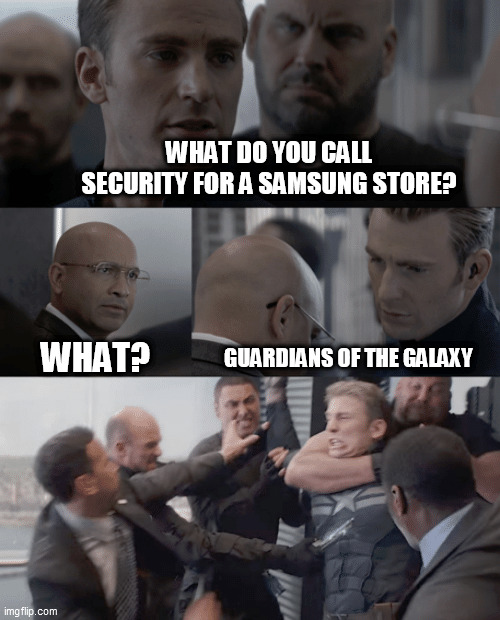 WHAT DO YOU CALL
SECURITY FOR A SAMSUNG STORE?
WHAT?
GUARDIANS OF THE GALAXY
imgflip.com